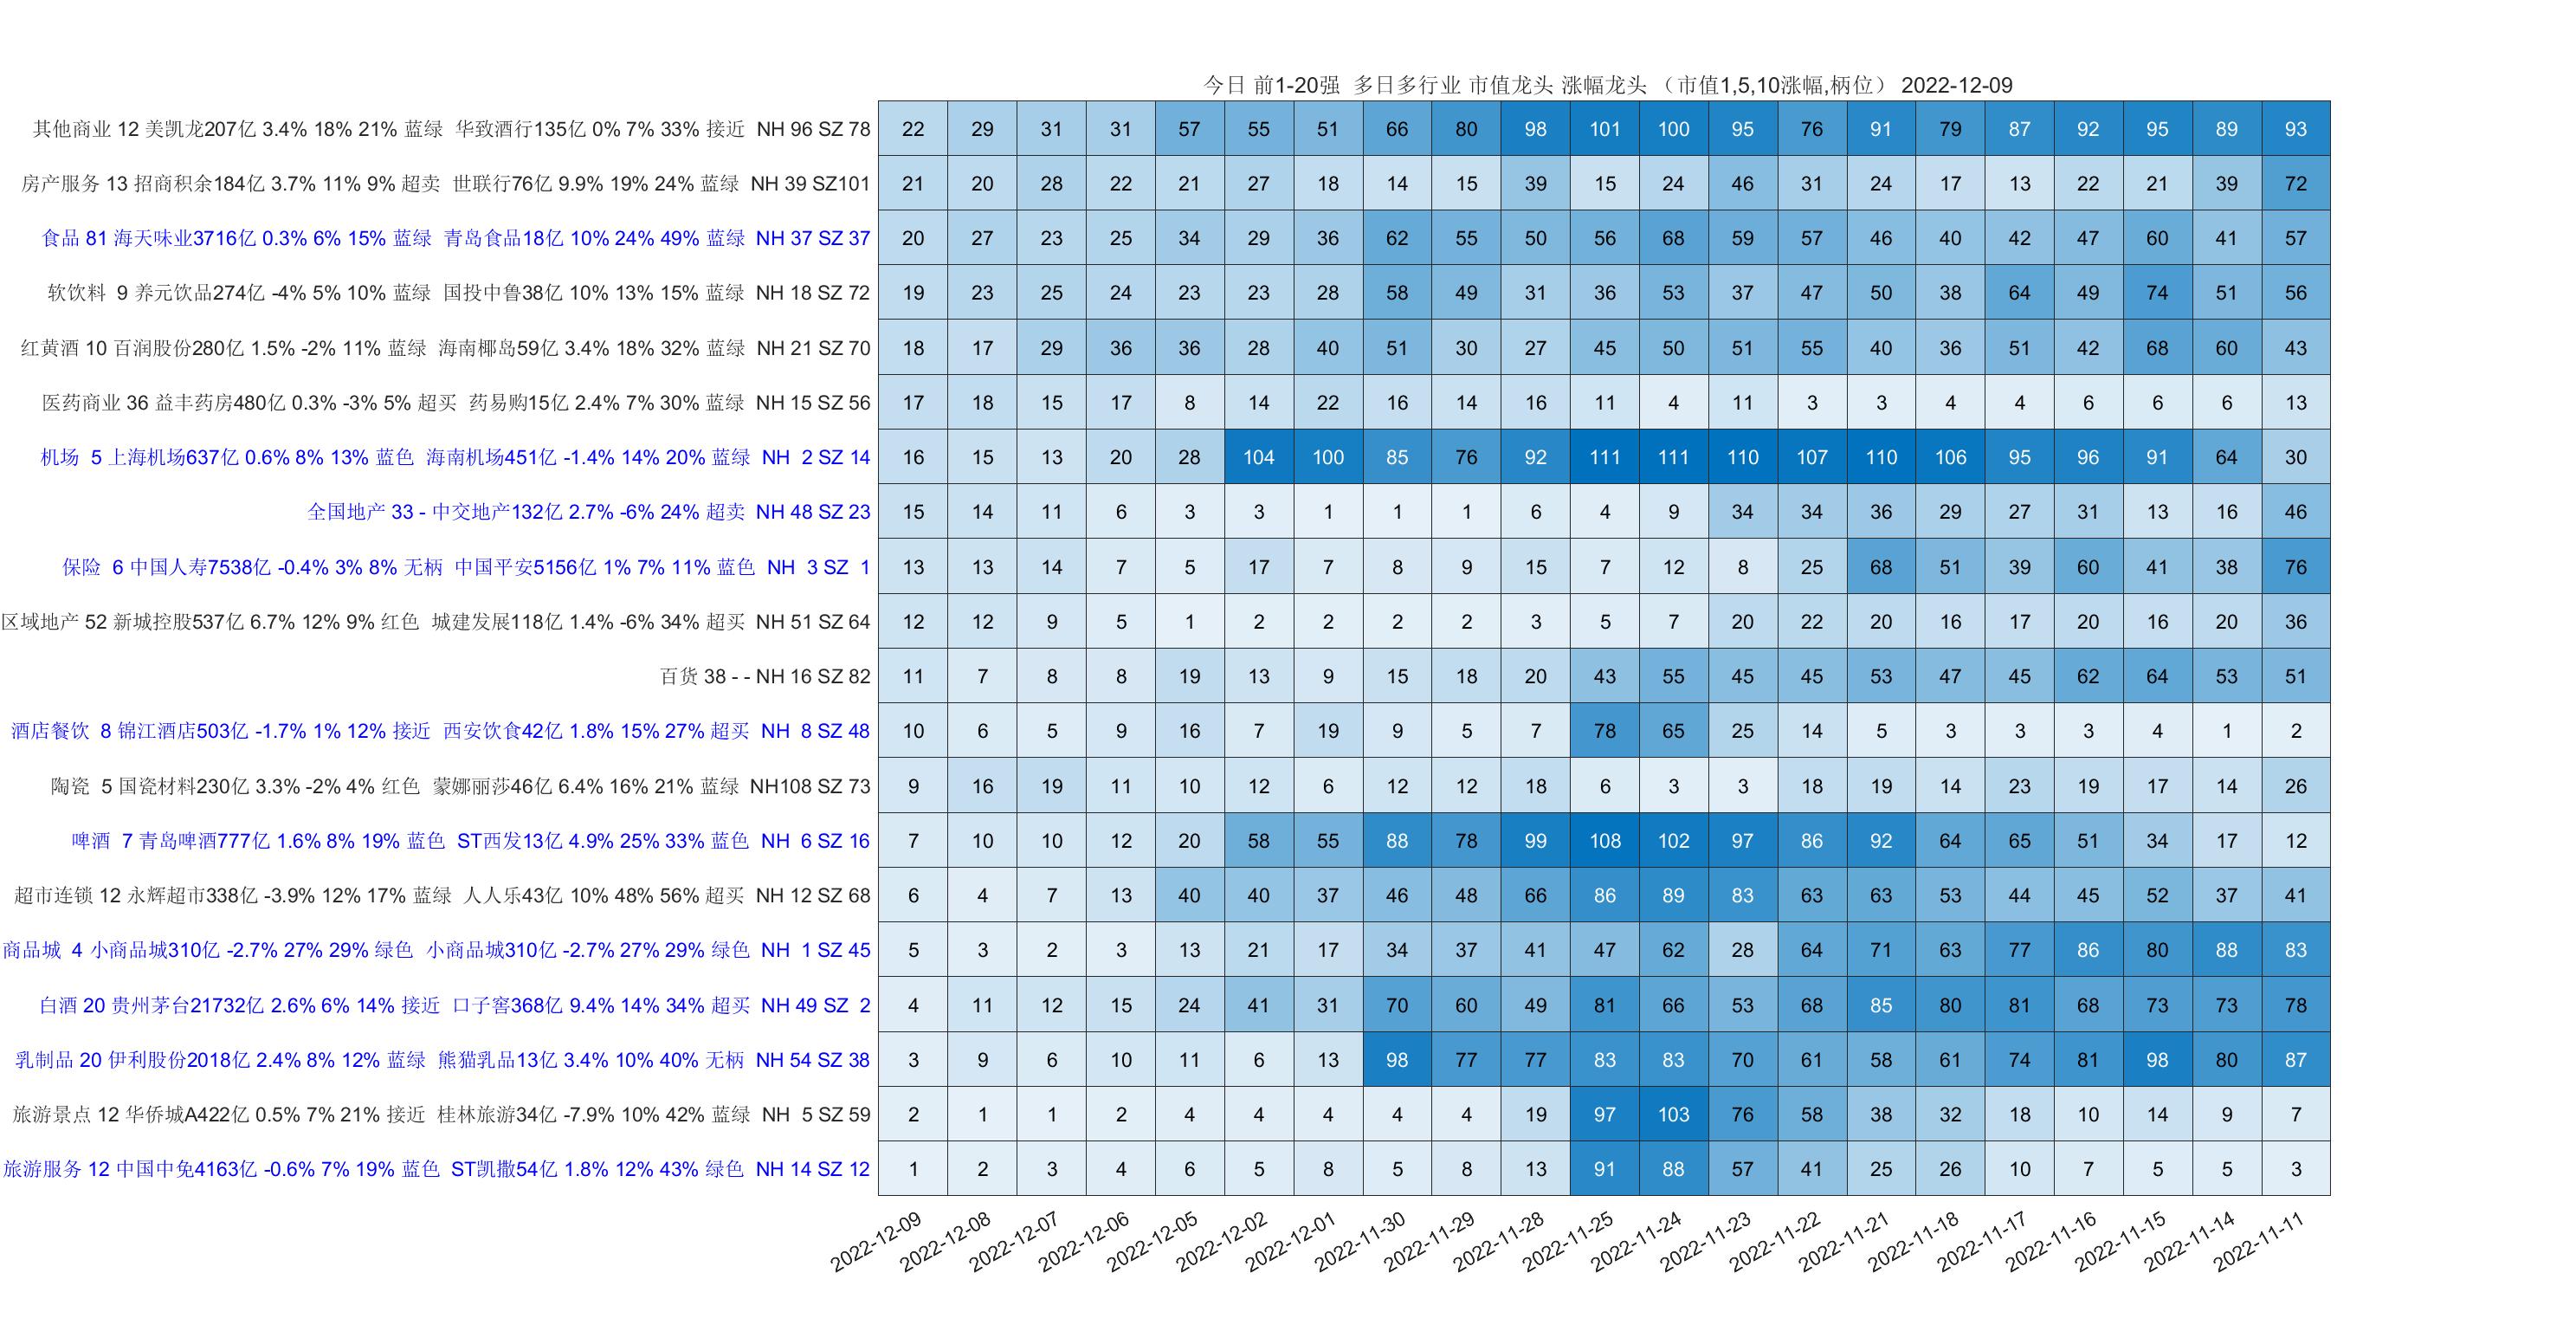 今日 前1-20强 多日多行业 市值龙头 涨幅龙头 （市值1,5,10涨幅,柄位） 2022-12-09
其他商业 12 美凯龙207亿 3.4% 18% 21% 蓝绿 华致酒行135亿 0% 7% 33% 接近 NH 96 SZ 78 22 29 31 31 57 55 51 66 80 98 101 100 95 76 91 79 87 92 95 89 93
房产服务 13 招商积余184亿 3.7% 11% 9% 超卖 世联行76亿 9.9% 19% 24% 蓝绿 NH 39 SZ101 21 20 28 22 21 27 18 14 15 39 15 24 46 31 24 17 13 22 21 39 72
食品 81 海天味业3716亿 0.3% 6% 15% 蓝绿 青岛食品18亿 10% 24% 49% 蓝绿 NH 37 SZ 37 20 27 23 25 34 29 36 62 55 50 56 68 59 57 46 40 42 47 60 41 57
软饮料 9 养元饮品274亿 -4% 5% 10% 蓝绿 国投中鲁38亿 10% 13% 15% 蓝绿 NH 18 SZ 72 19 23 25 24 23 23 28 58 49 31 36 53 37 47 50 38 64 49 74 51 56
红黄酒 10 百润股份280亿 1.5% -2% 11% 蓝绿 海南椰岛59亿 3.4% 18% 32% 蓝绿 NH 21 SZ 70 18 17 29 36 36 28 40 51 30 27 45 50 51 55 40 36 51 42 68 60 43
医药商业 36 益丰药房480亿 0.3% -3% 5% 超买 药易购15亿 2.4% 7% 30% 蓝绿 NH 15 SZ 56 17 18 15 17 8 14 22 16 14 16 11 4 11 3 3 4 4 6 6 6 13
机场 5 上海机场637亿 0.6% 8% 13% 蓝色 海南机场451亿 -1.4% 14% 20% 蓝绿 NH 2 SZ 14 16 15 13 20 28 104 100 85 76 92 111 111 110 107 110 106 95 96 91 64 30
全国地产 33 - 中交地产132亿 2.7% -6% 24% 超卖 NH 48 SZ 23 15 14 11 6 3 3 1 1 1 6 4 9 34 34 36 29 27 31 13 16 46
保险 6 中国人寿7538亿 -0.4% 3% 8% 无柄 中国平安5156亿 1% 7% 11% 蓝色 NH 3 SZ 1 13 13 14 7 5 17 7 8 9 15 7 12 8 25 68 51 39 60 41 38 76
区域地产 52 新城控股537亿 6.7% 12% 9% 红色 城建发展118亿 1.4% -6% 34% 超买 NH 51 SZ 64 12 12 9 5 1 2 2 2 2 3 5 7 20 22 20 16 17 20 16 20 36
百货 38 - - NH 16 SZ 82 11 7 8 8 19 13 9 15 18 20 43 55 45 45 53 47 45 62 64 53 51
酒店餐饮 8 锦江酒店503亿 -1.7% 1% 12% 接近 西安饮食42亿 1.8% 15% 27% 超买 NH 8 SZ 48 10 6 5 9 16 7 19 9 5 7 78 65 25 14 5 3 3 3 4 1 2
陶瓷 5 国瓷材料230亿 3.3% -2% 4% 红色 蒙娜丽莎46亿 6.4% 16% 21% 蓝绿 NH108 SZ 73 9 16 19 11 10 12 6 12 12 18 6 3 3 18 19 14 23 19 17 14 26
啤酒 7 青岛啤酒777亿 1.6% 8% 19% 蓝色 ST西发13亿 4.9% 25% 33% 蓝色 NH 6 SZ 16 7 10 10 12 20 58 55 88 78 99 108 102 97 86 92 64 65 51 34 17 12
超市连锁 12 永辉超市338亿 -3.9% 12% 17% 蓝绿 人人乐43亿 10% 48% 56% 超买 NH 12 SZ 68 6 4 7 13 40 40 37 46 48 66 86 89 83 63 63 53 44 45 52 37 41
商品城 4 小商品城310亿 -2.7% 27% 29% 绿色 小商品城310亿 -2.7% 27% 29% 绿色 NH 1 SZ 45 5 3 2 3 13 21 17 34 37 41 47 62 28 64 71 63 77 86 80 88 83
白酒 20 贵州茅台21732亿 2.6% 6% 14% 接近 口子窖368亿 9.4% 14% 34% 超买 NH 49 SZ 2 4 11 12 15 24 41 31 70 60 49 81 66 53 68 85 80 81 68 73 73 78
乳制品 20 伊利股份2018亿 2.4% 8% 12% 蓝绿 熊猫乳品13亿 3.4% 10% 40% 无柄 NH 54 SZ 38 3 9 6 10 11 6 13 98 77 77 83 83 70 61 58 61 74 81 98 80 87
旅游景点 12 华侨城A422亿 0.5% 7% 21% 接近 桂林旅游34亿 -7.9% 10% 42% 蓝绿 NH 5 SZ 59 2 1 1 2 4 4 4 4 4 19 97 103 76 58 38 32 18 10 14 9 7
旅游服务 12 中国中免4163亿 -0.6% 7% 19% 蓝色 ST凯撒54亿 1.8% 12% 43% 绿色 NH 14 SZ 12 1 2 3 4 6 5 8 5 8 13 91 88 57 41 25 26 10 7 5 5 3
2022-12-09 2022-12-08 2022-12-07 2022-12-06 2022-12-05 2022-12-02 2022-12-01 2022-11-30 2022-11-29 2022-11-28 2022-11-25 2022-11-24 2022-11-23 2022-11-22 2022-11-21 2022-11-18 2022-11-17 2022-11-16 2022-11-15 2022-11-14 2022-11-11